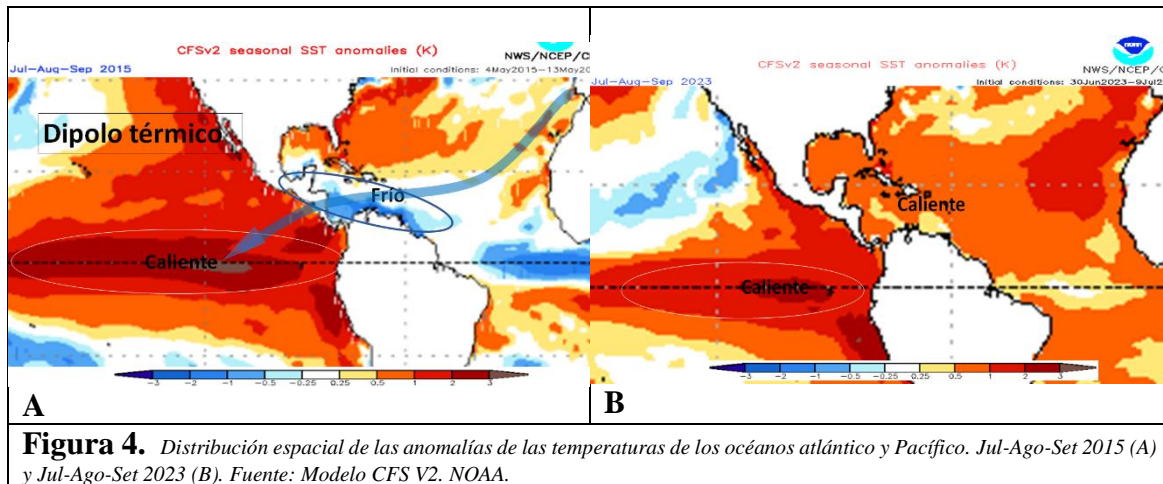 CFSv2 seasonal SST anomalies (K)
NWS/NCEP/C
Jul-Aug-Sep 2015
Initial conditions: 4May2015-13May20
Dipolo térmico
Frío
Caliente
-3 -2 -1 -0.5 -0.25 0.25 0.5 1 2 3
A
noaa
CFSv2 seasonal SST anomalies (K)
NWS/NCEP/C
Jul-Aug-Sep 2023
Initial conditions: 30Jun2023-9Jul2
Caliente
Caliente
-3 -2 -1 -0.5 -0.25 0.25 0.5 1 2 3
B
Figura 4. Distribución espacial de las anomalías de las temperaturas de los océanos atlántico y Pacífico. Jul-Ago-Set 2015 (A)
y Jul-Ago-Set 2023 (B). Fuente: Modelo CFS V2. NOAA.